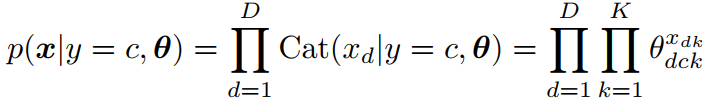 p(x|y = c, θ) = ∏_{d=1}^{D} Cat(x_d|y = c, θ) = ∏_{d=1}^{D} ∏_{k=1}^{K} θ_{dck}^{x_{dk}}